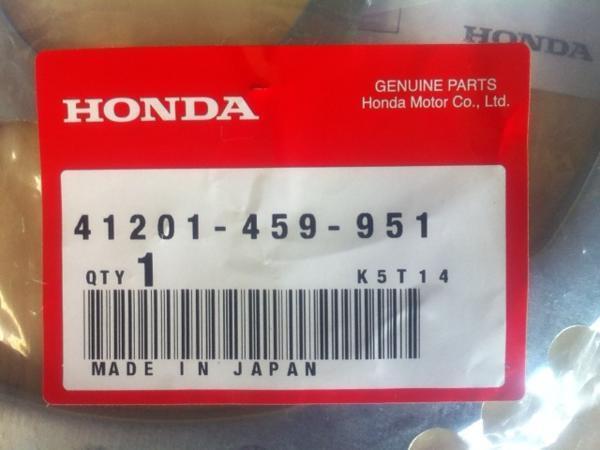 HONDA
HONDA
GENUINE PARTS
Honda Motor Co., Ltd.
41201-459-951
QTY 1 K5T14
MADE IN JAPAN